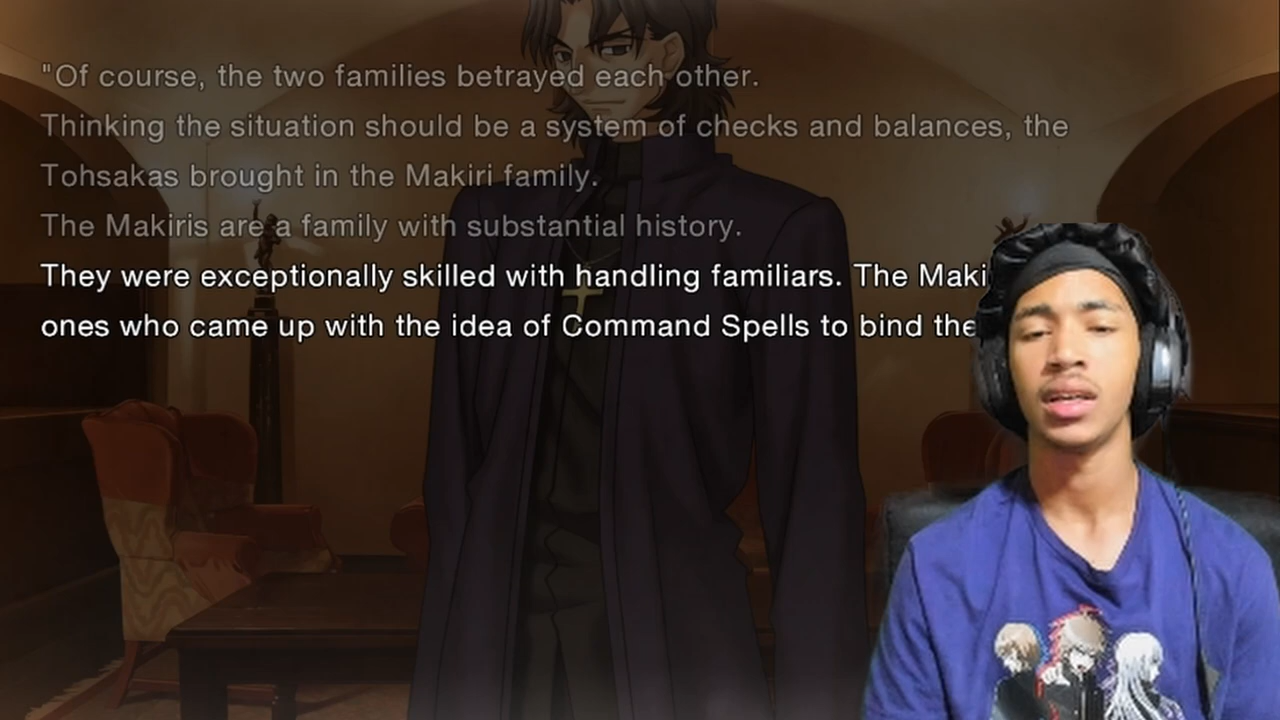 "Of course, the two families betrayed each other.
Thinking the situation should be a system of checks and balances, the
Tohsakas brought in the Makiri family.
The Makiris are a family with substantial history.
They were exceptionally skilled with handling familiars. The
ones who came up with the idea of Command Spells to bind